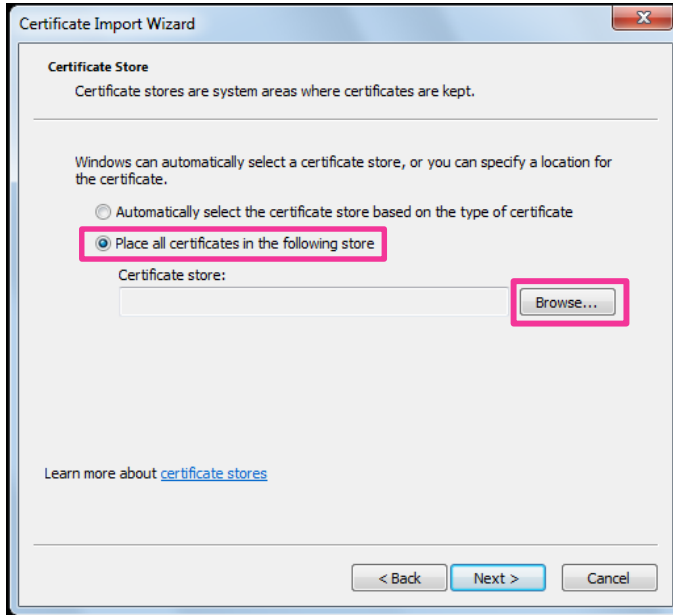 Certificate Import Wizard
Certificate Store
Certificate stores are system areas where certificates are kept.
Windows can automatically select a certificate store, or you can specify a location for
the certificate.
Automatically select the certificate store based on the type of certificate
Place all certificates in the following store
Certificate store:
Browse...
Learn more about certificate stores
< Back Next > Cancel